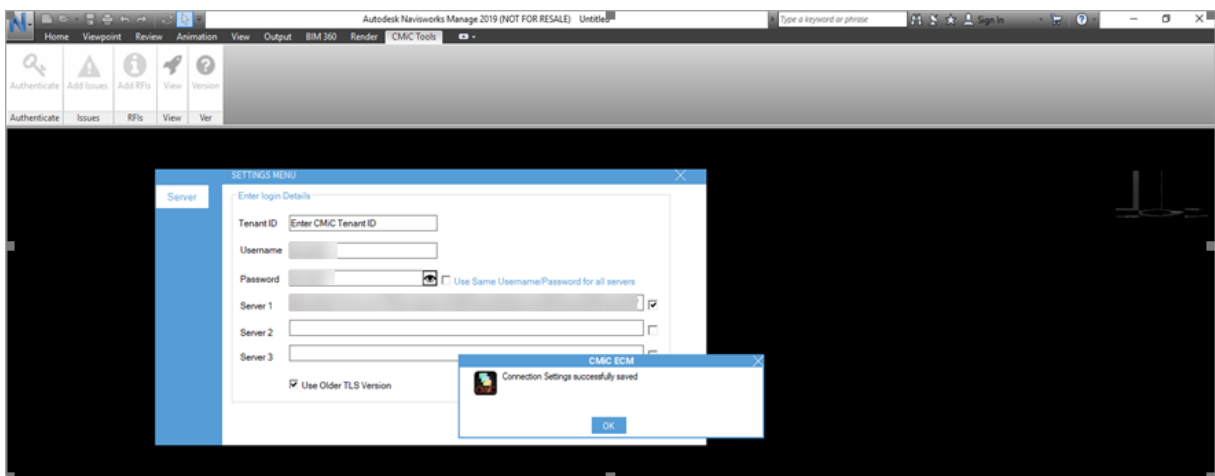 Autodesk Navisworks Manage 2019 (NOT FOR RESALE) Untitled
Type a keyword or phrase
Sign In
Home Viewpoint Review Animation View Output BIM 360 Render CMiC Tools
Authenticate Add Issues Add RFIs View Version
Authenticate Issues RFIs View Ver
SETTINGS MENU
Server
Enter login Details
Tenant ID Enter CMiC Tenant ID
Username
Password Use Same Username/Password for all servers
Server 1
Server 2
Server 3
CMiC ECM
Connection Settings successfully saved
Use Older TLS Version
OK